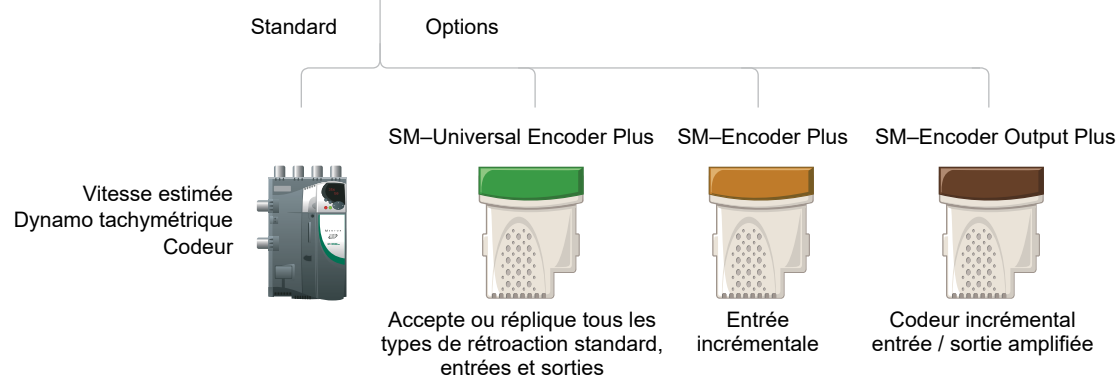 Standard
Options
SM–Universal Encoder Plus
SM–Encoder Plus
SM–Encoder Output Plus
Vitesse estimée
Dynamo tachymétrique
Codeur
Accepte ou réplique tous les
types de rétroaction standard,
entrées et sorties
Entrée
incrémentale
Codeur incrémental
entrée / sortie amplifiée